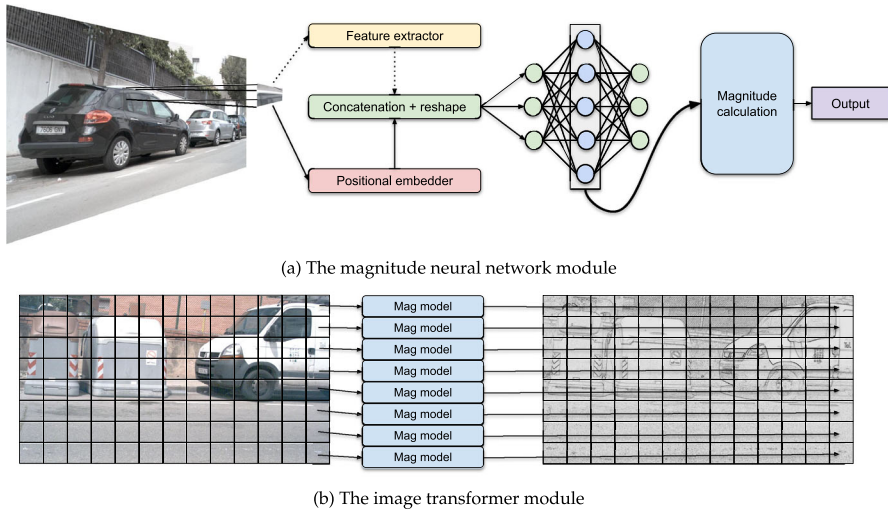 Feature extractor
Concatenation + reshape
Positional embedder
Magnitude
calculation
Output
(a) The magnitude neural network module
Mag model
Mag model
Mag model
Mag model
Mag model
Mag model
Mag model
Mag model
(b) The image transformer module